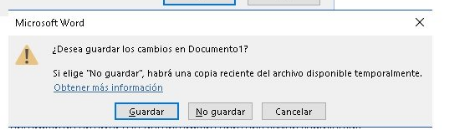 Microsoft Word
¿Desea guardar los cambios en Documento1?
Si elige "No guardar", habrá una copia reciente del archivo disponible temporalmente.
Obtener más información
Guardar No guardar Cancelar